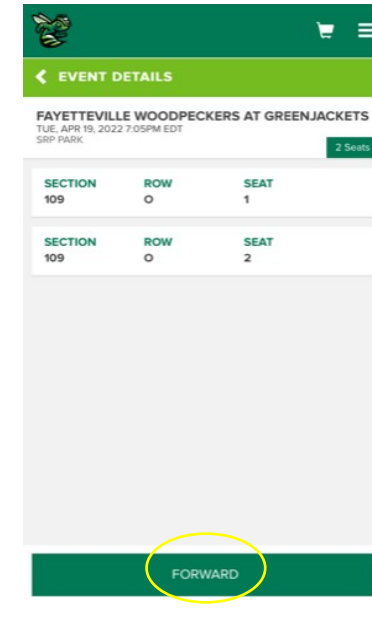 EVENT DETAILS
FAYETTEVILLE WOODPECKERS AT GREENJACKETS
TUE, APR 19, 2022 7:05PM EDT
SRP PARK
2 Seats
SECTION ROW SEAT
109 O 1
SECTION ROW SEAT
109 O 2
FORWARD